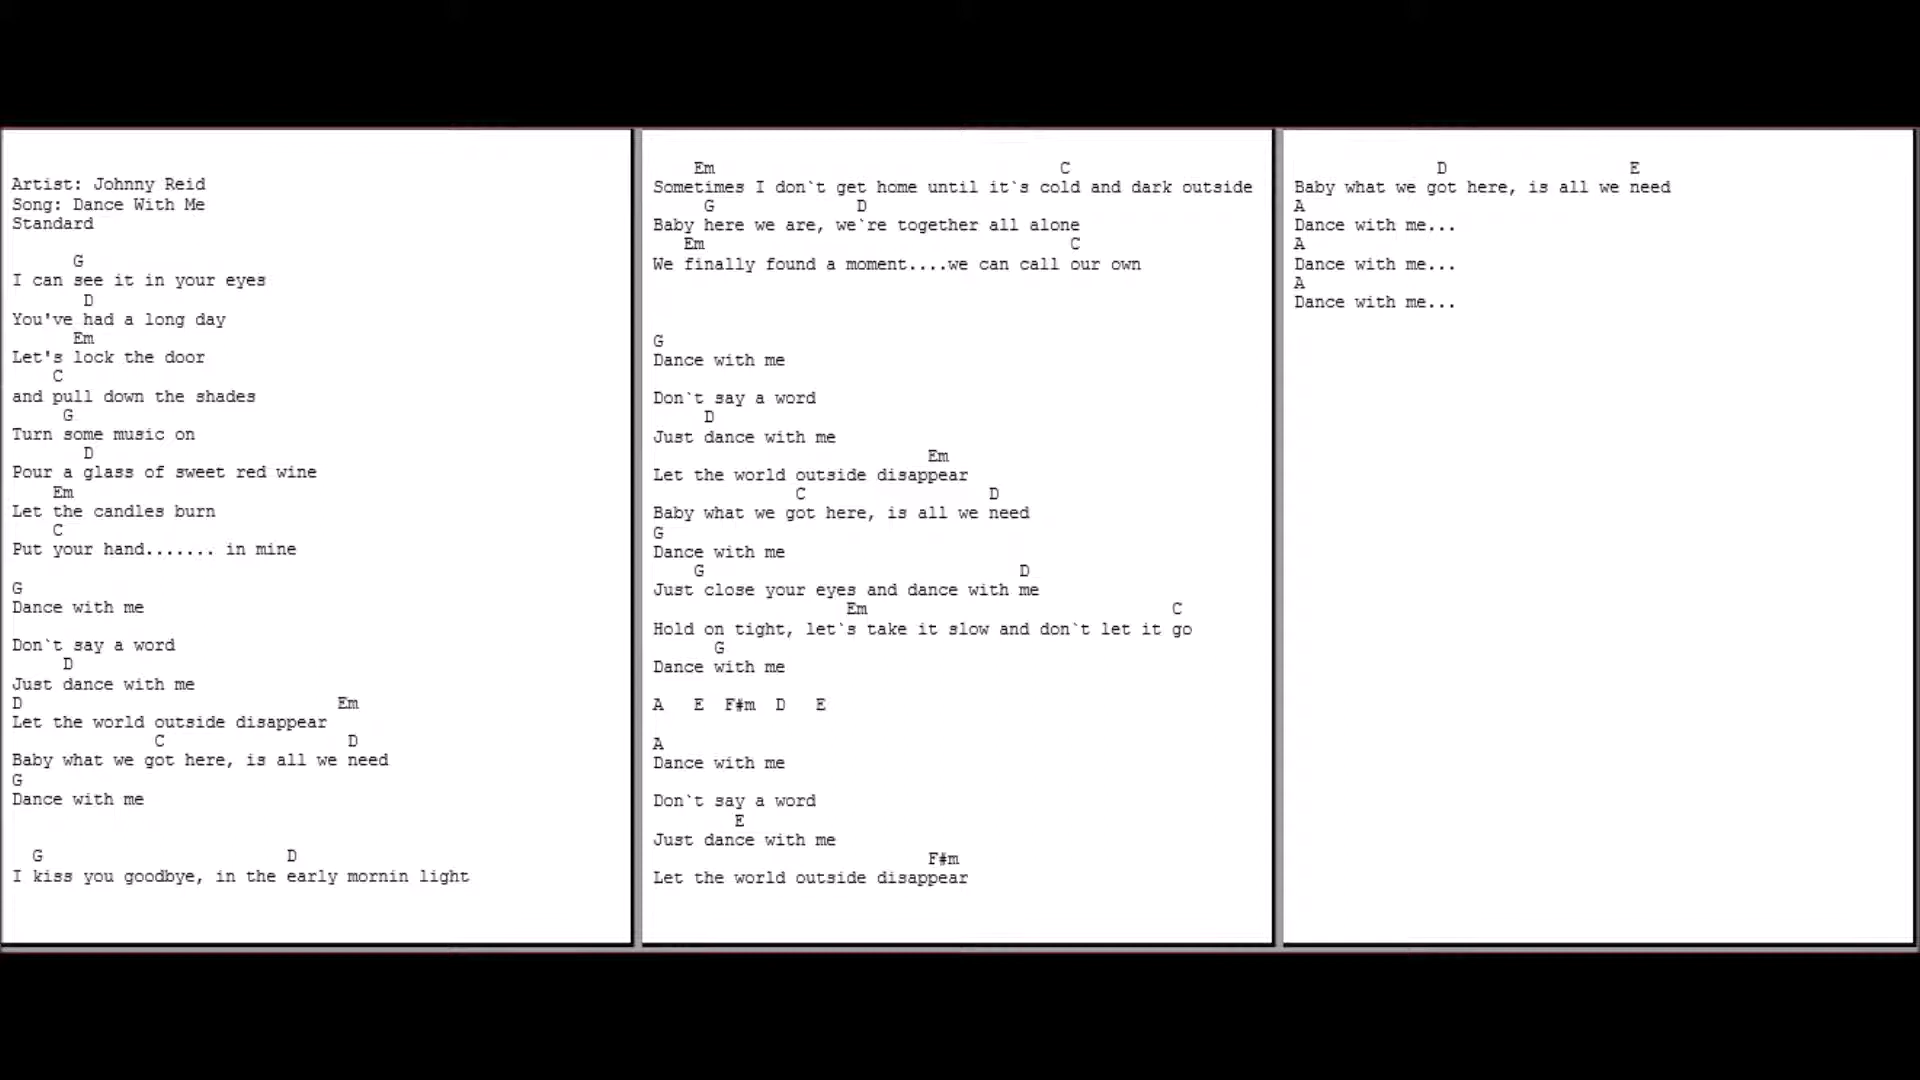 Artist: Johnny Reid
Song: Dance With Me
Standard
G
I can see it in your eyes
D
You've had a long day
Em
Let's lock the door
C
and pull down the shades
G
Turn some music on
D
Pour a glass of sweet red wine
Em
Let the candles burn
C
Put your hand....... in mine
G
Dance with me
Don`t say a word
D
Just dance with me
D Em
Let the world outside disappear
C D
Baby what we got here, is all we need
G
Dance with me
G D
I kiss you goodbye, in the early mornin light
Em C
Sometimes I don`t get home until it`s cold and dark outside
G D
Baby here we are, we`re together all alone
Em C
We finally found a moment....we can call our own
G
Dance with me
Don`t say a word
D
Just dance with me
Em
Let the world outside disappear
C D
Baby what we got here, is all we need
G
Dance with me
G D
Just close your eyes and dance with me
Em C
Hold on tight, let`s take it slow and don`t let it go
G
Dance with me
A E F#m D E
A
Dance with me
Don`t say a word
E
Just dance with me
F#m
Let the world outside disappear
D E
Baby what we got here, is all we need
A
Dance with me...
A
Dance with me...
A
Dance with me...